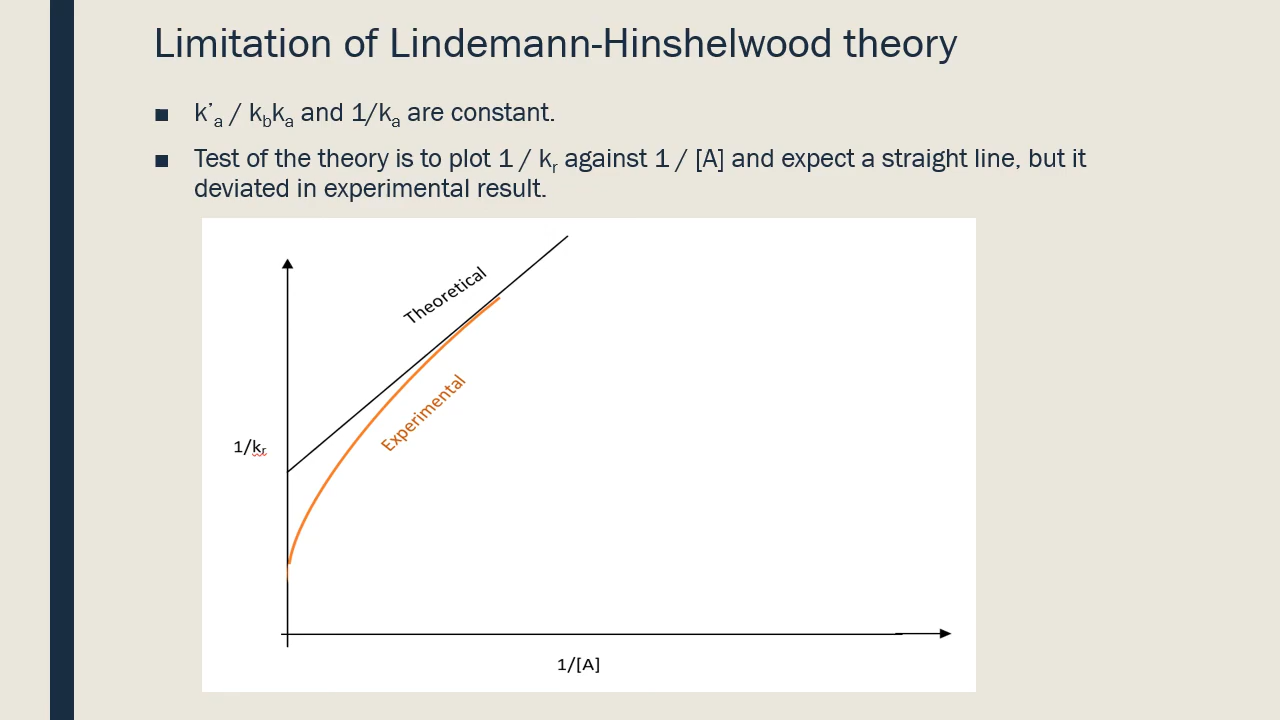 Limitation of Lindemann-Hinshelwood theory
■ k’a / kbka and 1/ka are constant.
■ Test of the theory is to plot 1 / kr against 1 / [A] and expect a straight line, but it
deviated in experimental result.
Theoretical
Experimental
1/kr
1/[A]